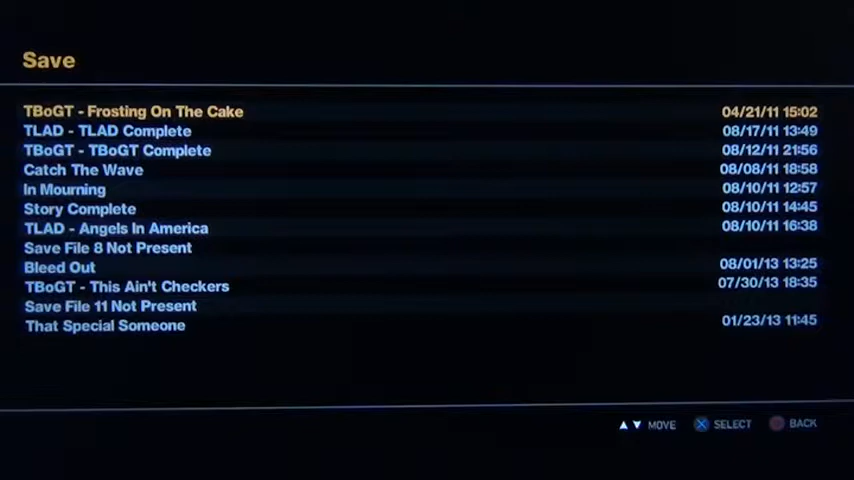 Save
TBoGT - Frosting On The Cake 04/21/11 15:02
TLAD - TLAD Complete 08/17/11 13:49
TBoGT - TBoGT Complete 08/12/11 21:56
Catch The Wave 08/08/11 18:58
In Mourning 08/10/11 12:57
Story Complete 08/10/11 14:45
TLAD - Angels In America 08/10/11 16:38
Save File 8 Not Present
Bleed Out 08/01/13 13:25
TBoGT - This Ain't Checkers 07/30/13 18:35
Save File 11 Not Present
That Special Someone 01/23/13 11:45
MOVE SELECT BACK